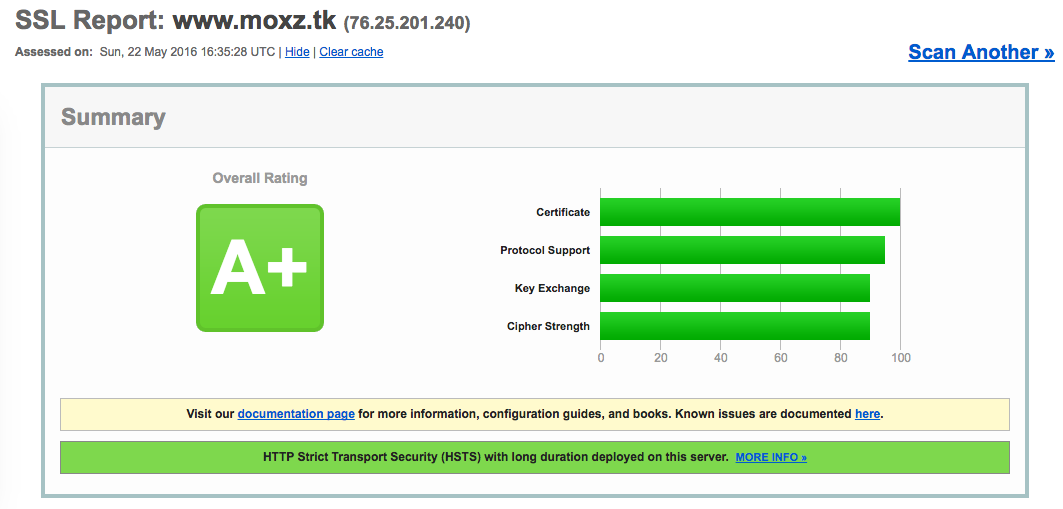 SSL Report: www.moxz.tk (76.25.201.240)
Assessed on: Sun, 22 May 2016 16:35:28 UTC | Hide | Clear cache
Scan Another »
Summary
Overall Rating
A+
Certificate
Protocol Support
Key Exchange
Cipher Strength
0 20 40 60 80 100
Visit our documentation page for more information, configuration guides, and books. Known issues are documented here.
HTTP Strict Transport Security (HSTS) with long duration deployed on this server. MORE INFO »